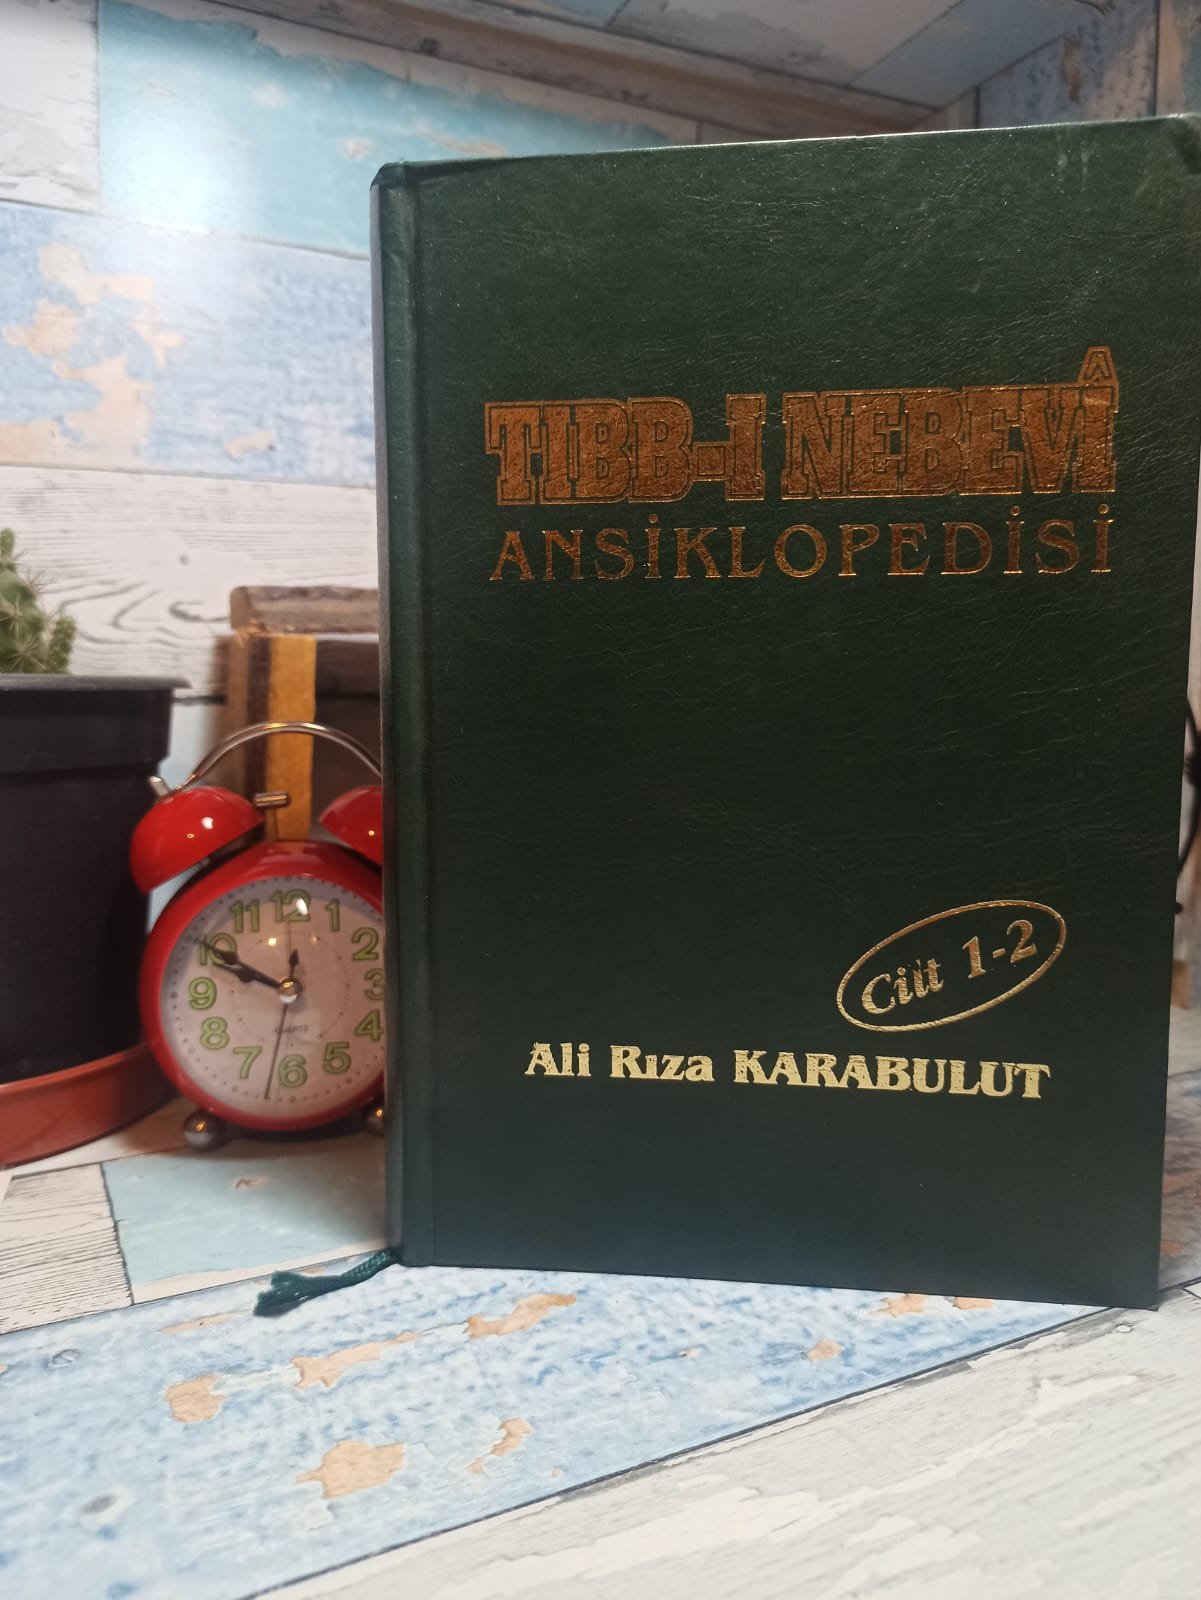 TIBB-I NEBEVÎ
ANSİKLOPEDİSİ
Cilt 1-2
Ali Rıza KARABULUT
11 12 1
10 2
9 3
8 4
7 6 5
QUARTZ